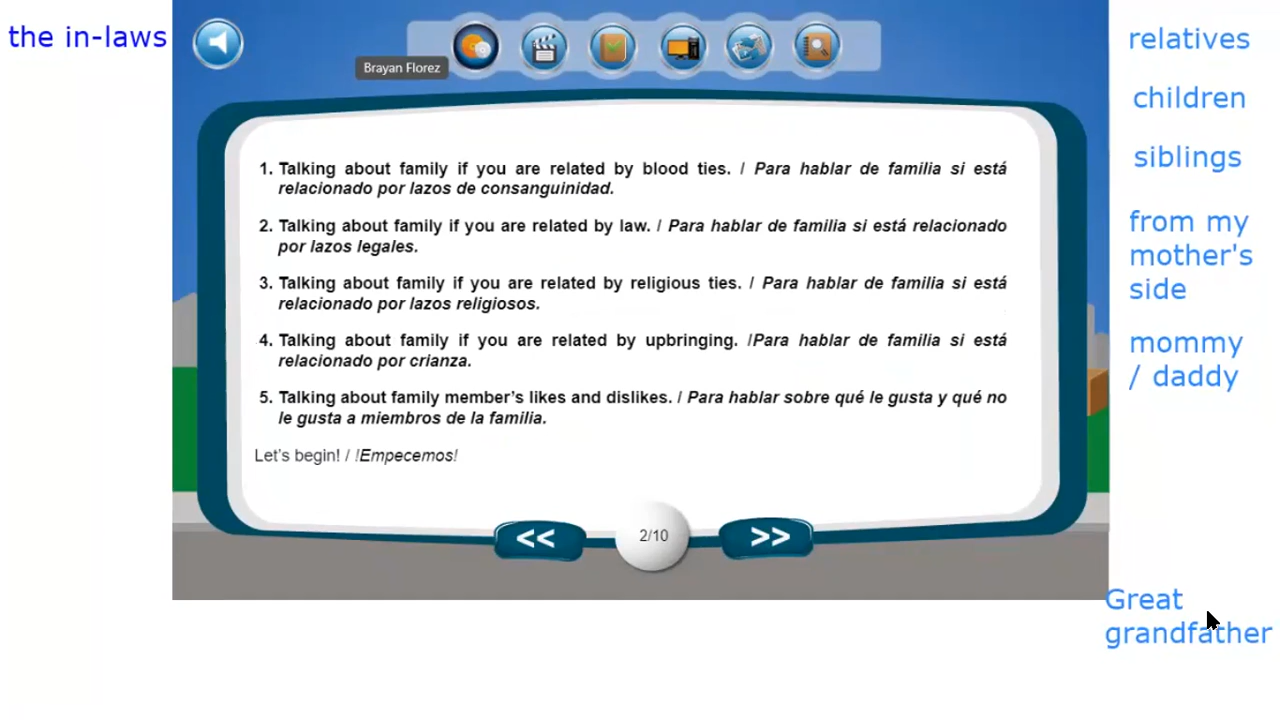 the in-laws
Brayan Florez
1. Talking about family if you are related by blood ties. / Para hablar de familia si está
relacionado por lazos de consanguinidad.
2. Talking about family if you are related by law. / Para hablar de familia si está relacionado
por lazos legales.
3. Talking about family if you are related by religious ties. / Para hablar de familia si está
relacionado por lazos religiosos.
4. Talking about family if you are related by upbringing. /Para hablar de familia si está
relacionado por crianza.
5. Talking about family member’s likes and dislikes. / Para hablar sobre qué le gusta y qué no
le gusta a miembros de la familia.
Let’s begin! / !Empecemos!
<<
2/10
>>
relatives
children
siblings
from my
mother's
side
mommy
/ daddy
Great
grandfather